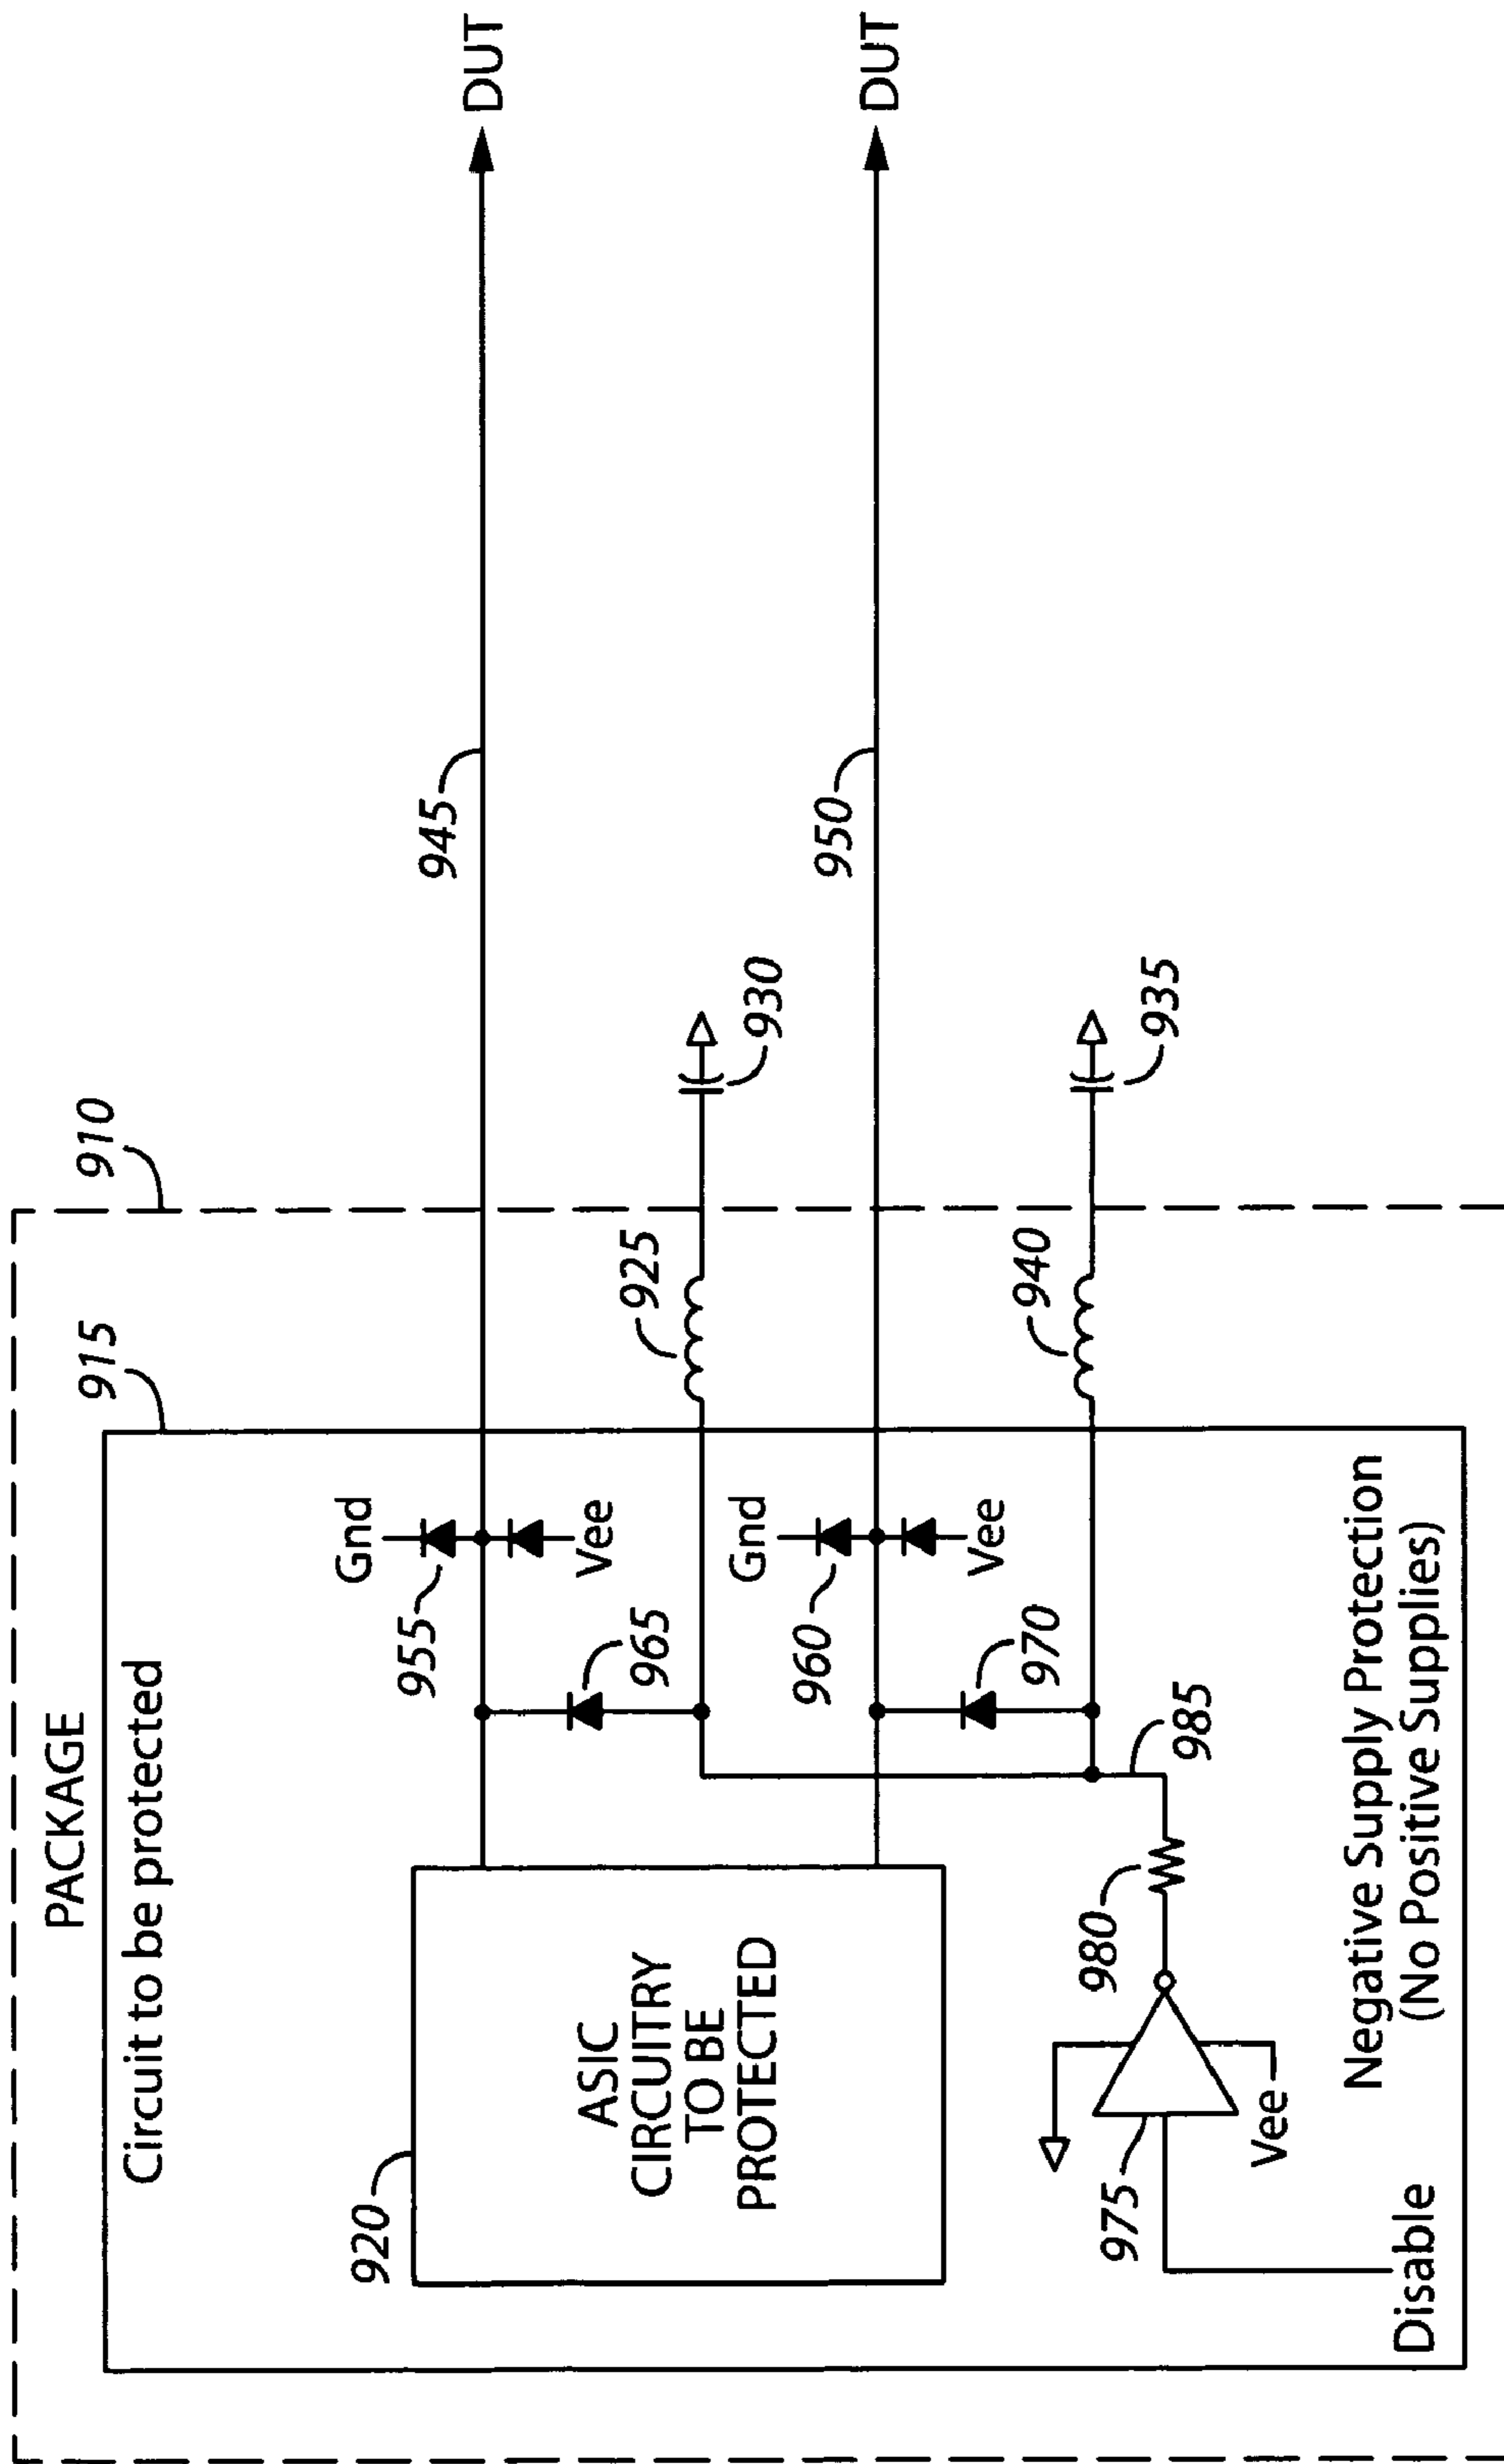 PACKAGE
910
915
Circuit to be protected
920
ASIC
CIRCUITRY
TO BE
PROTECTED
Gnd
955
Vee
965
945
DUT
925
930
Gnd
960
Vee
970
950
DUT
940
935
985
980
975
Vee
Disable
Negative Supply Protection
(No Positive Supplies)